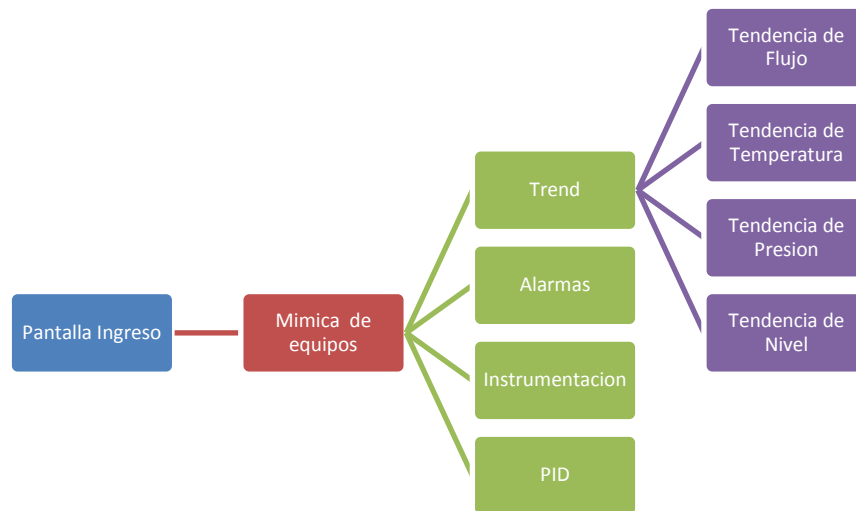 Pantalla Ingreso
Mimica de
equipos
Trend
Alarmas
Instrumentacion
PID
Tendencia de
Flujo
Tendencia de
Temperatura
Tendencia de
Presion
Tendencia de
Nivel